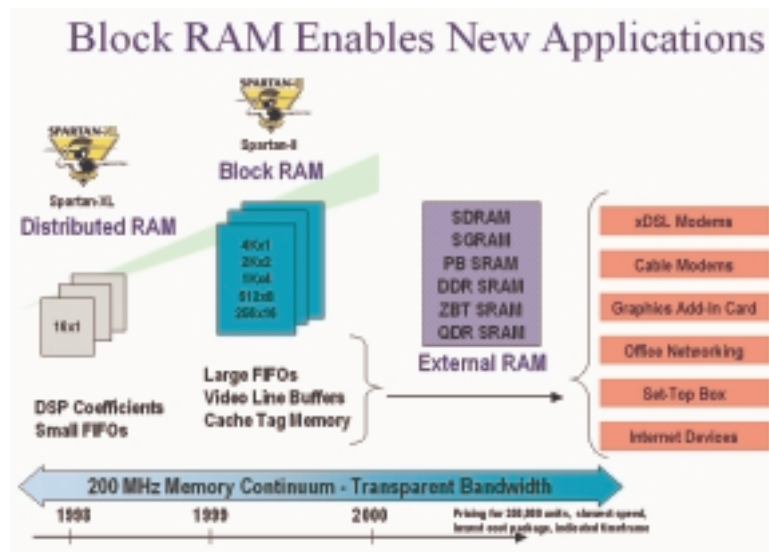 Block RAM Enables New Applications
SPARTAN-II
Spartan-II
Block RAM
SPARTAN-XL
Spartan-XL
Distributed RAM
16x1
4Kx1
2Kx2
1Kx4
512x8
256x16
SDRAM
SGRAM
PB SRAM
DDR SRAM
ZBT SRAM
QDR SRAM
External RAM
xDSL Modems
Cable Modems
Graphics Add-In Card
Office Networking
Set-Top Box
Internet Devices
DSP Coefficients
Small FIFOs
Large FIFOs
Video Line Buffers
Cache Tag Memory
200 MHz Memory Continuum - Transparent Bandwidth
1998
1999
2000
Pricing for 250,000 units, slowest speed,
lowest cost package, indicated timeframe